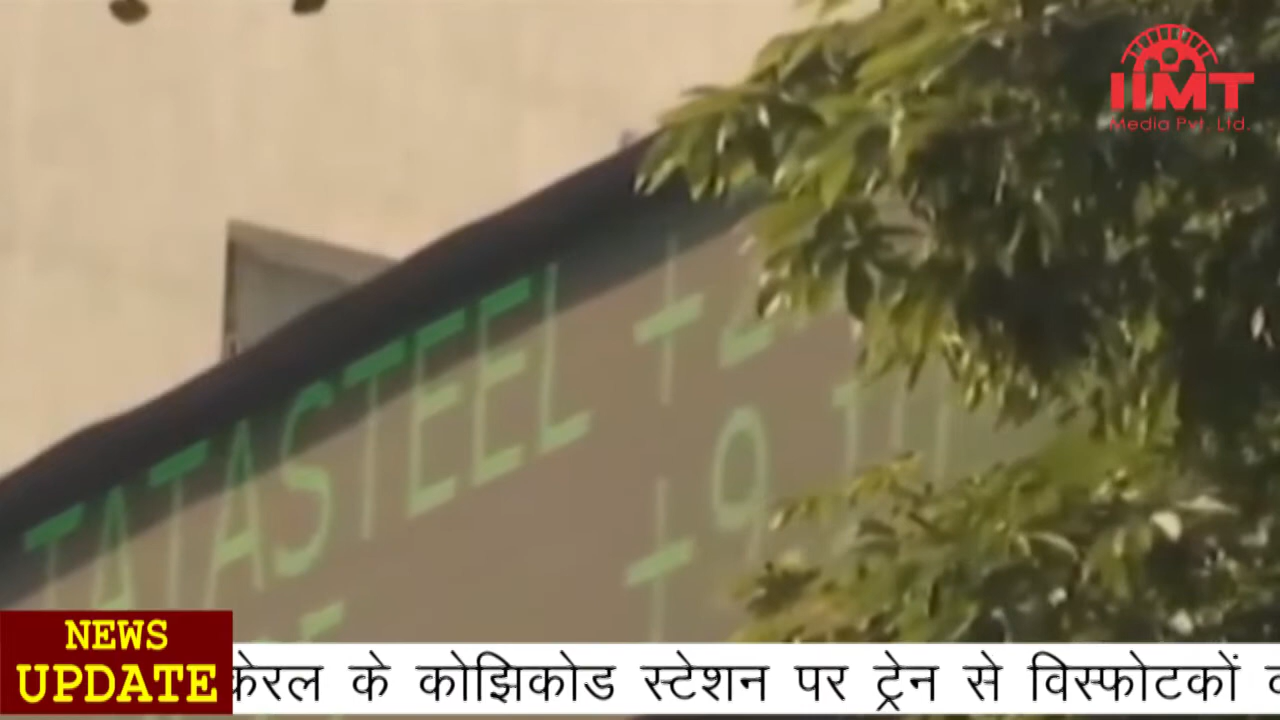 IIMT
Media Pvt. Ltd.
TATASTEEL
NEWS
UPDATE
केरल के कोझिकोड स्टेशन पर ट्रेन से विस्फोटकों